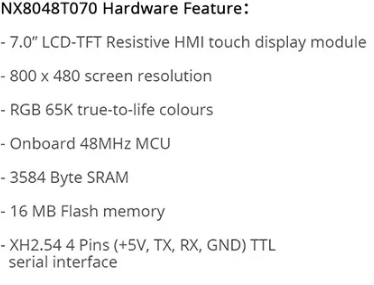 NX8048T070 Hardware Feature：
- 7.0” LCD-TFT Resistive HMI touch display module
- 800 x 480 screen resolution
- RGB 65K true-to-life colours
- Onboard 48MHz MCU
- 3584 Byte SRAM
- 16 MB Flash memory
- XH2.54 4 Pins (+5V, TX, RX, GND) TTL
serial interface